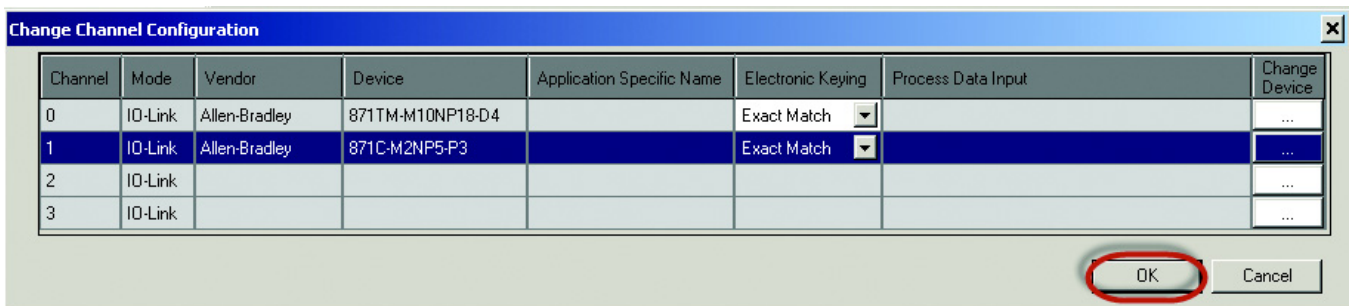 Change Channel Configuration
Channel Mode Vendor Device Application Specific Name Electronic Keying Process Data Input Change Device
0 IO-Link Allen-Bradley 871TM-M10NP18-D4 Exact Match ...
1 IO-Link Allen-Bradley 871C-M2NP5-P3 Exact Match ...
2 IO-Link ...
3 IO-Link ...
OK Cancel